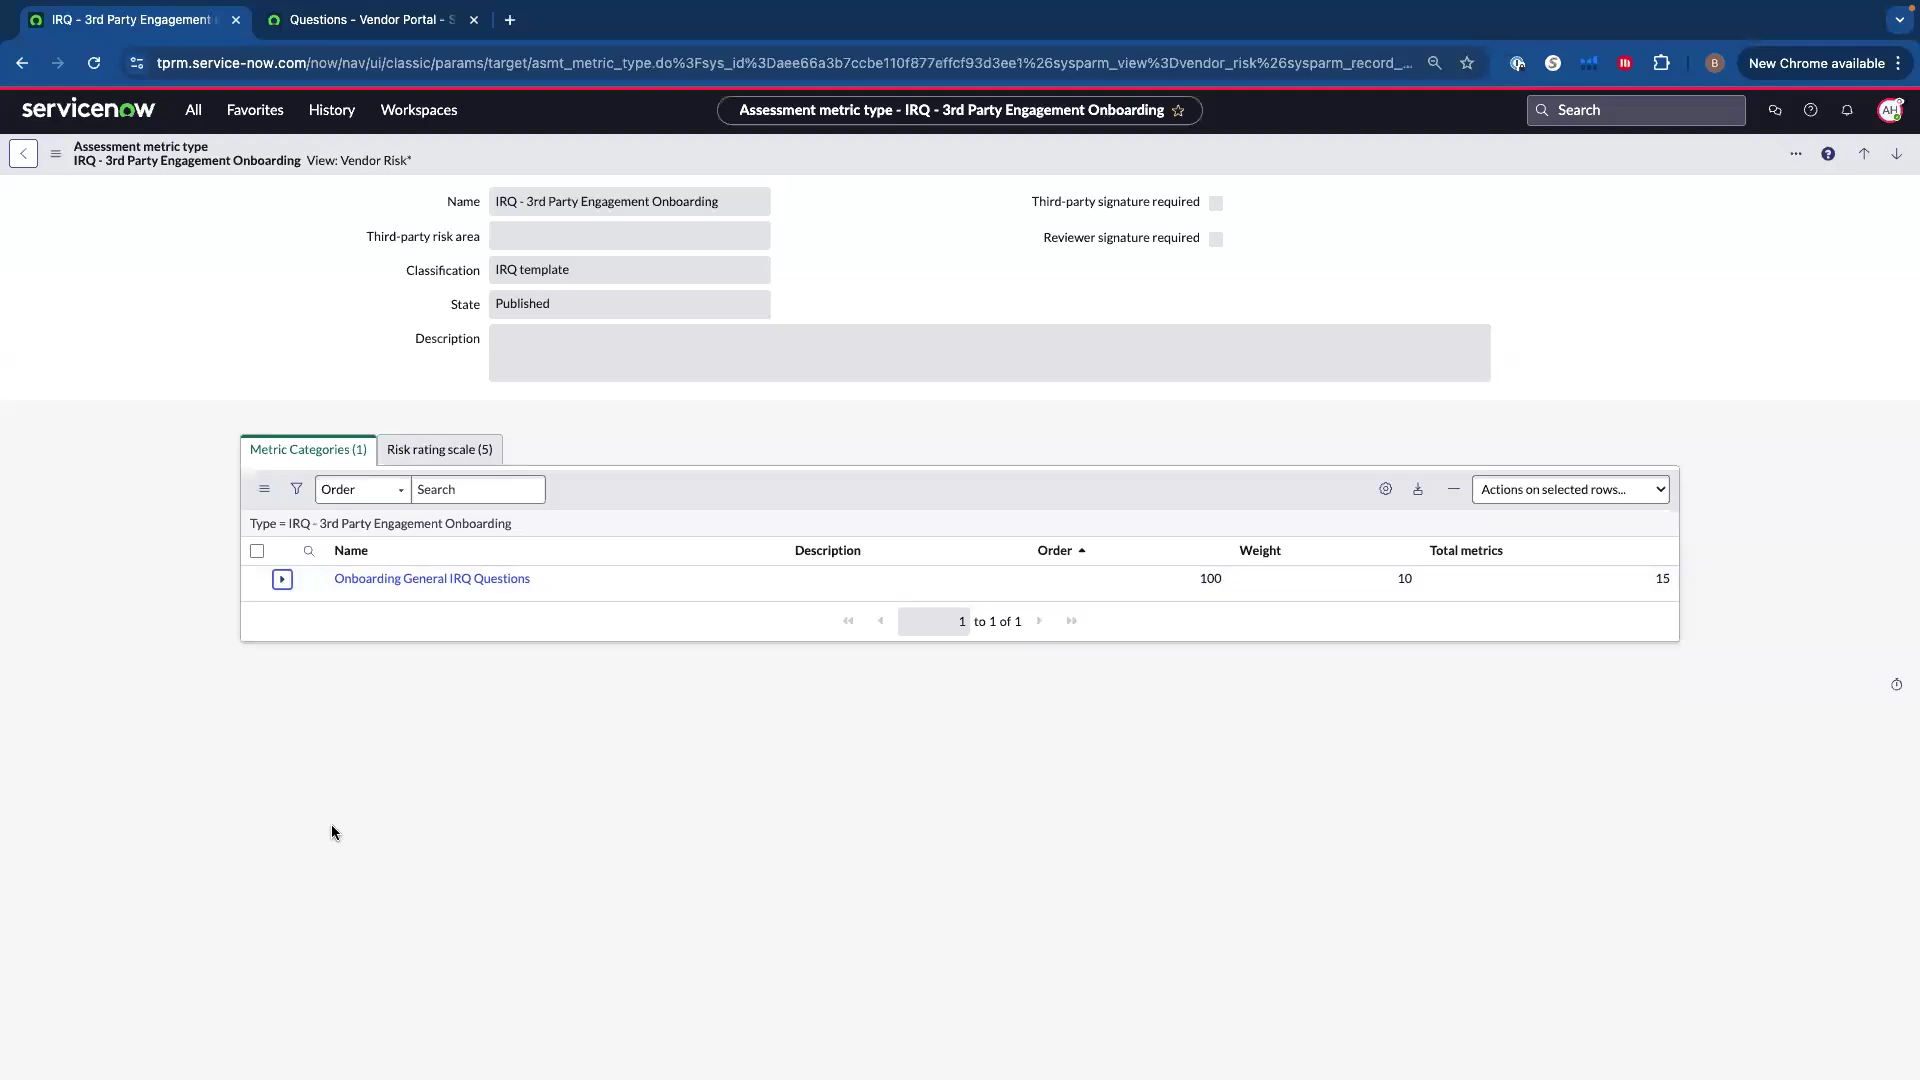 IRQ - 3rd Party Engagement
Questions - Vendor Portal - S
tprm.service-now.com/now/nav/ui/classic/params/target/asmt_metric_type.do%3Fsys_id%3Daee66a3b7ccbe110f877effcf93d3ee1%26sysparm_view%3Dvendor_risk%26sysparm_record_...
B
New Chrome available
servicenow
All
Favorites
History
Workspaces
Assessment metric type - IRQ - 3rd Party Engagement Onboarding
Search
AH
Assessment metric type
IRQ - 3rd Party Engagement Onboarding View: Vendor Risk*
Name
IRQ - 3rd Party Engagement Onboarding
Third-party signature required
Third-party risk area
Reviewer signature required
Classification
IRQ template
State
Published
Description
Metric Categories (1)
Risk rating scale (5)
Order
Search
Actions on selected rows...
Type = IRQ - 3rd Party Engagement Onboarding
Name
Description
Order
Weight
Total metrics
Onboarding General IRQ Questions
100
10
15
1 to 1 of 1